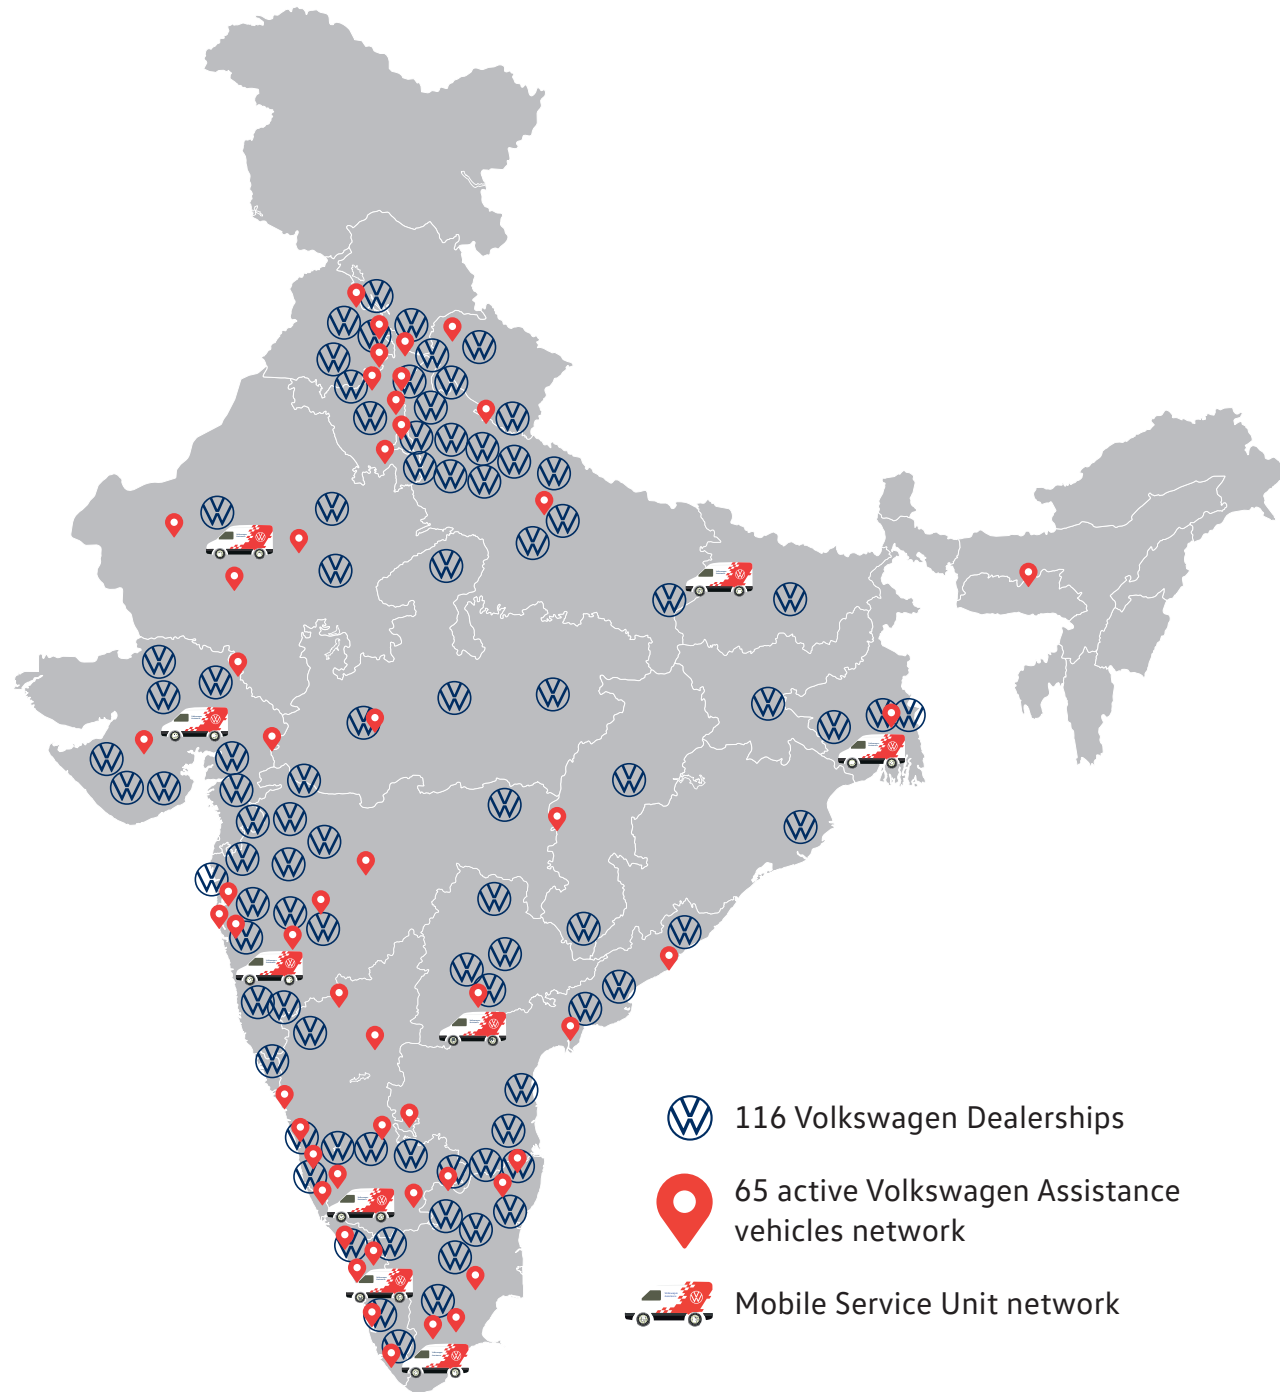 116 Volkswagen Dealerships
65 active Volkswagen Assistance
vehicles network
Mobile Service Unit network